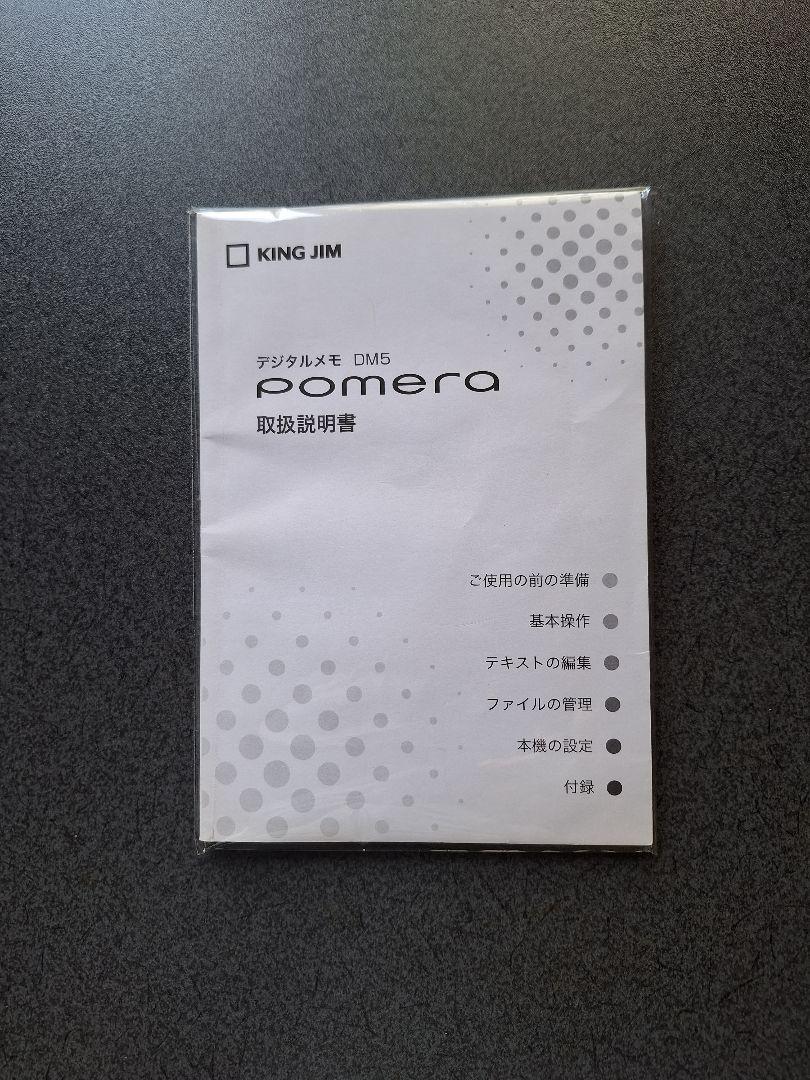 KING JIM
デジタルメモ DM5
pomera
取扱説明書
ご使用の前の準備
基本操作
テキストの編集
ファイルの管理
本機の設定
付録